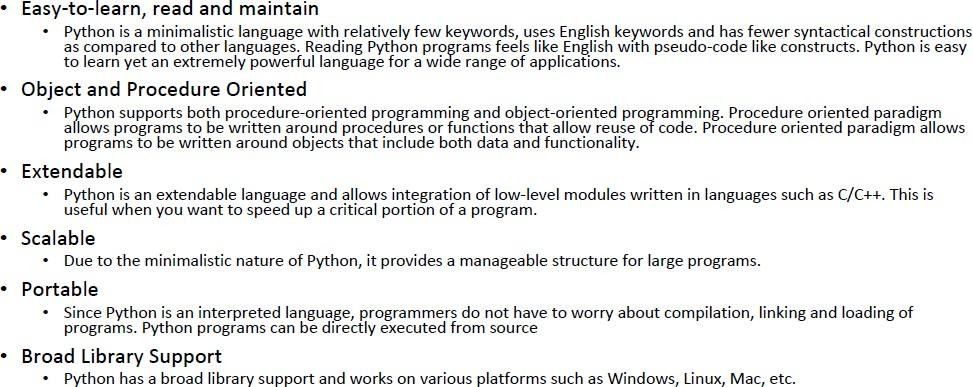 • Easy-to-learn, read and maintain
• Python is a minimalistic language with relatively few keywords, uses English keywords and has fewer syntactical constructions
as compared to other languages. Reading Python programs feels like English with pseudo-code like constructs. Python is easy
to learn yet an extremely powerful language for a wide range of applications.
• Object and Procedure Oriented
• Python supports both procedure-oriented programming and object-oriented programming. Procedure oriented paradigm
allows programs to be written around procedures or functions that allow reuse of code. Procedure oriented paradigm allows
programs to be written around objects that include both data and functionality.
• Extendable
• Python is an extendable language and allows integration of low-level modules written in languages such as C/C++. This is
useful when you want to speed up a critical portion of a program.
• Scalable
• Due to the minimalistic nature of Python, it provides a manageable structure for large programs.
• Portable
• Since Python is an interpreted language, programmers do not have to worry about compilation, linking and loading of
programs. Python programs can be directly executed from source
• Broad Library Support
• Python has a broad library support and works on various platforms such as Windows, Linux, Mac, etc.